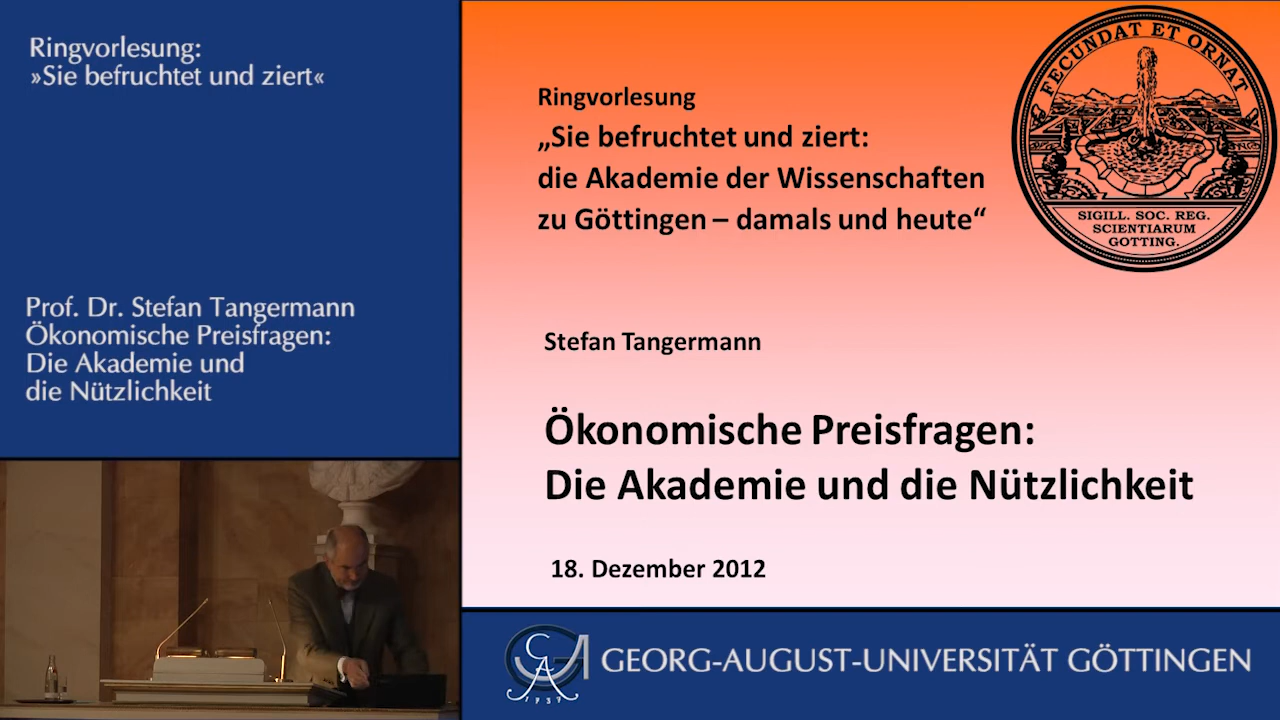 Ringvorlesung:
»Sie befruchtet und ziert«
Prof. Dr. Stefan Tangermann
Ökonomische Preisfragen:
Die Akademie und
die Nützlichkeit
Ringvorlesung
„Sie befruchtet und ziert:
die Akademie der Wissenschaften
zu Göttingen – damals und heute“
FECUNDAT ET ORNAT
SIGILL. SOC. REG.
SCIENTIARUM
GOTTING.
Stefan Tangermann
Ökonomische Preisfragen:
Die Akademie und die Nützlichkeit
18. Dezember 2012
GAU
1737
GEORG-AUGUST-UNIVERSITÄT GÖTTINGEN